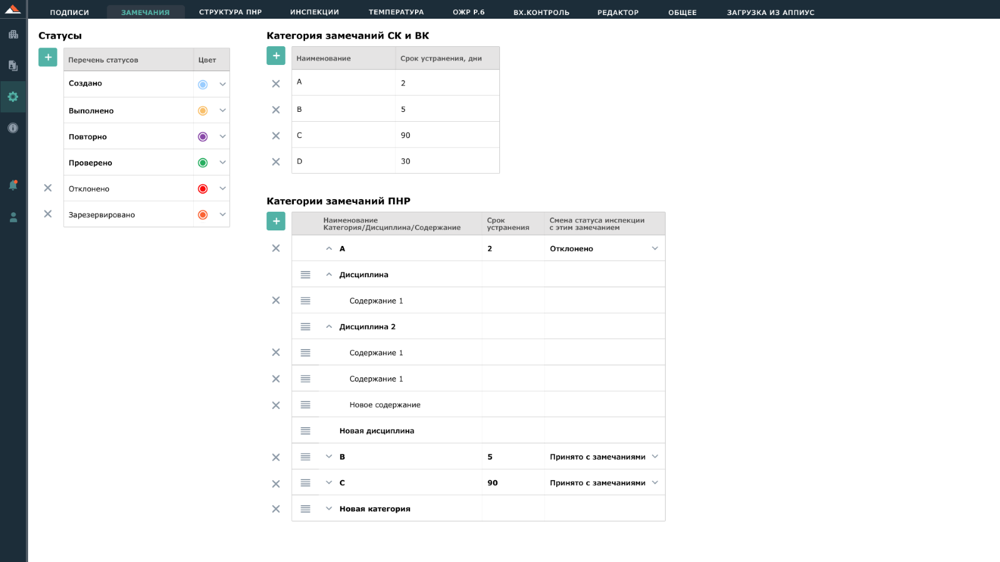 ПОДПИСИ ЗАМЕЧАНИЯ СТРУКТУРА ПНР ИНСПЕКЦИИ ТЕМПЕРАТУРА ОЖР Р.6 ВХ.КОНТРОЛЬ РЕДАКТОР ОБЩЕЕ ЗАГРУЗКА ИЗ АППИУС
Статусы
Перечень статусов Цвет
Создано
Выполнено
Повторно
Проверено
Отклонено
Зарезервировано
Категория замечаний СК и ВК
Наименование Срок устранения, дни
A 2
B 5
C 90
D 30
Категории замечаний ПНР
Наименование
Категория/Дисциплина/Содержание
Срок
устранения
Смена статуса инспекции
с этим замечанием
A 2 Отклонено
Дисциплина
Содержание 1
Дисциплина 2
Содержание 1
Содержание 1
Новое содержание
Новая дисциплина
B 5 Принято с замечаниями
C 90 Принято с замечаниями
Новая категория